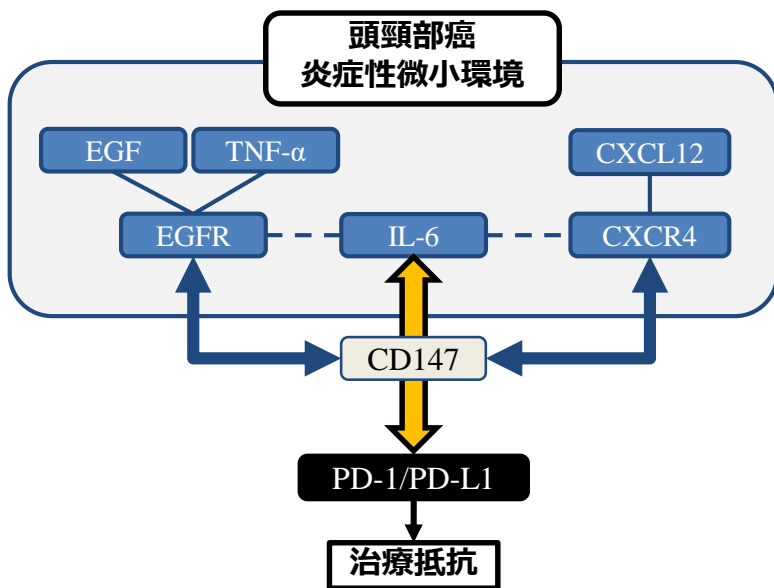 頭頸部癌
炎症性微小環境
EGF
TNF-α
CXCL12
EGFR
IL-6
CXCR4
CD147
PD-1/PD-L1
治療抵抗